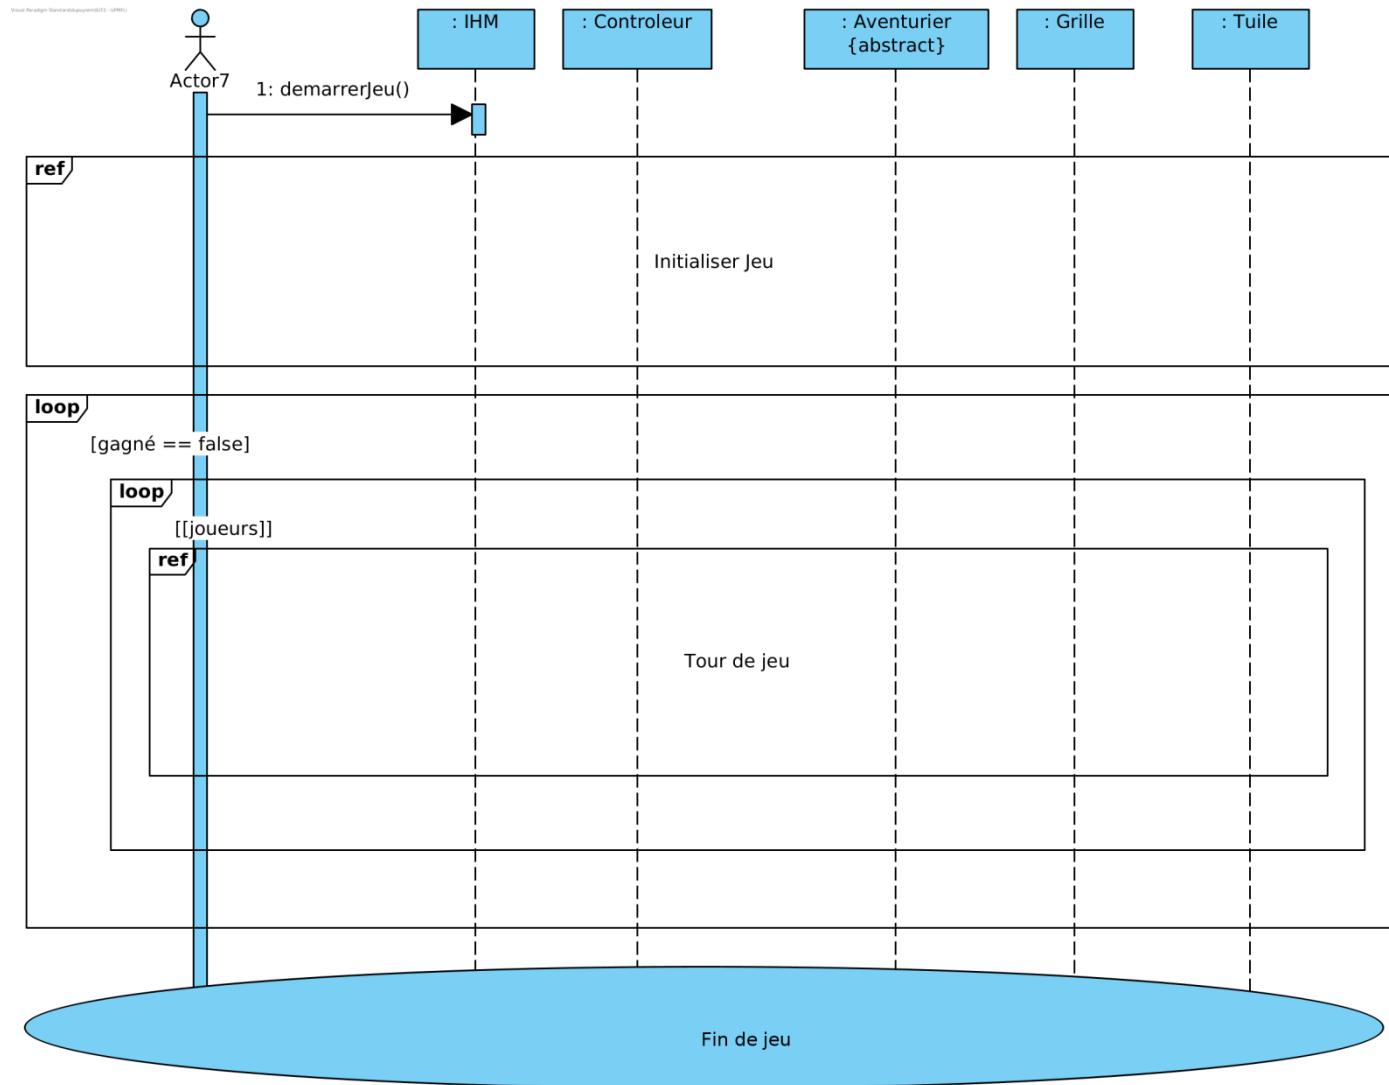 : IHM
: Controleur
: Aventurier
{abstract}
: Grille
: Tuile
Actor7
1: demarrerJeu()
ref
Initialiser Jeu
loop
[gagné == false]
loop
[[joueurs]]
ref
Tour de jeu
Fin de jeu